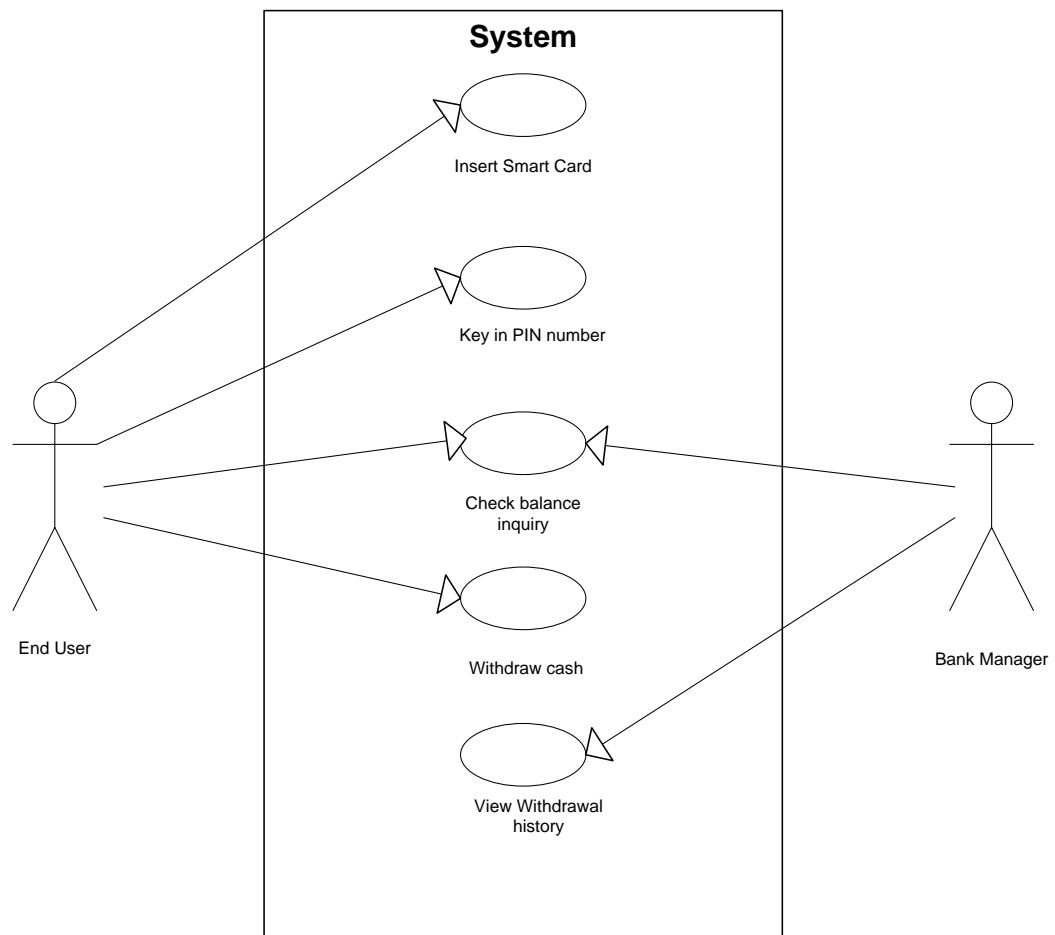 System
Insert Smart Card
Key in PIN number
Check balance
inquiry
End User
Withdraw cash
Bank Manager
View Withdrawal
history